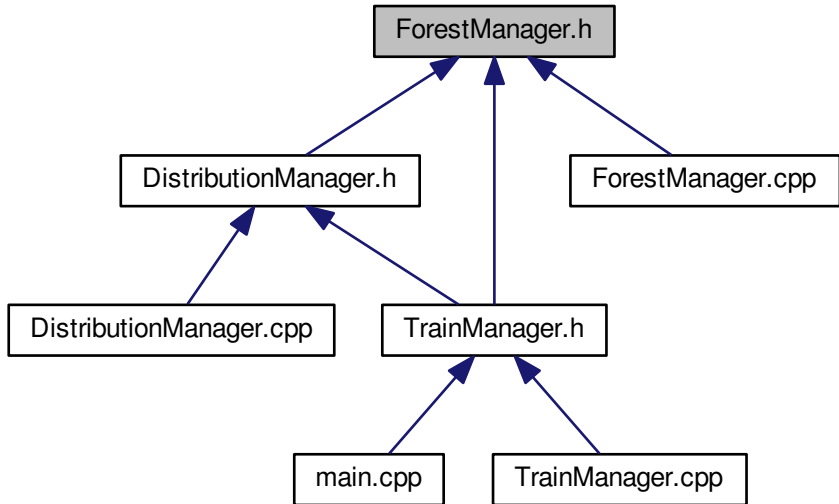 ForestManager.h
DistributionManager.h
ForestManager.cpp
DistributionManager.cpp
TrainManager.h
main.cpp
TrainManager.cpp